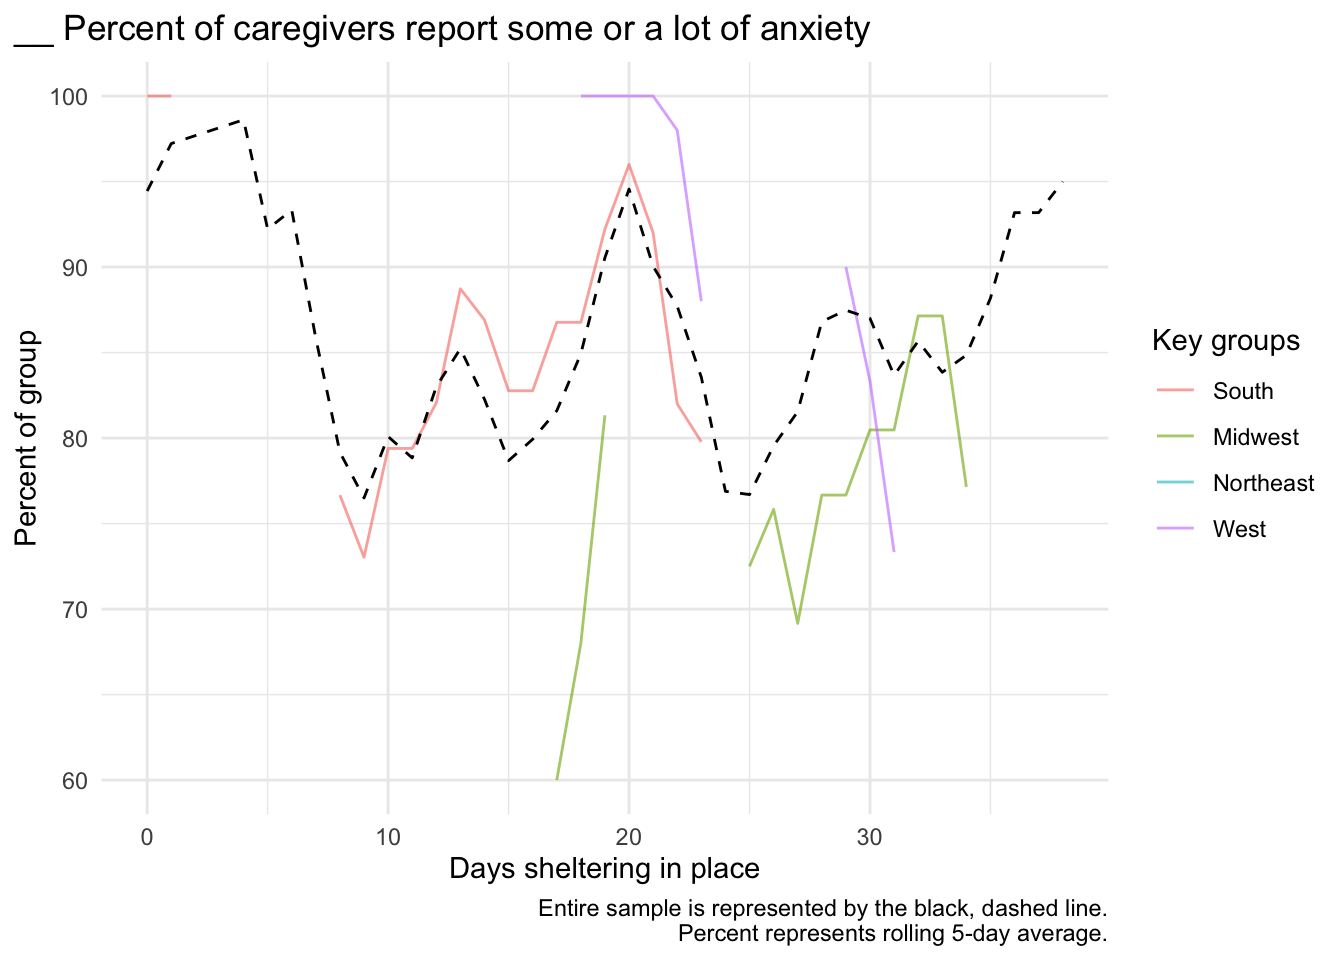 __ Percent of caregivers report some or a lot of anxiety
100
90
80
70
60
Percent of group
0 10 20 30
Days sheltering in place
Key groups
South
Midwest
Northeast
West
Entire sample is represented by the black, dashed line.
Percent represents rolling 5-day average.